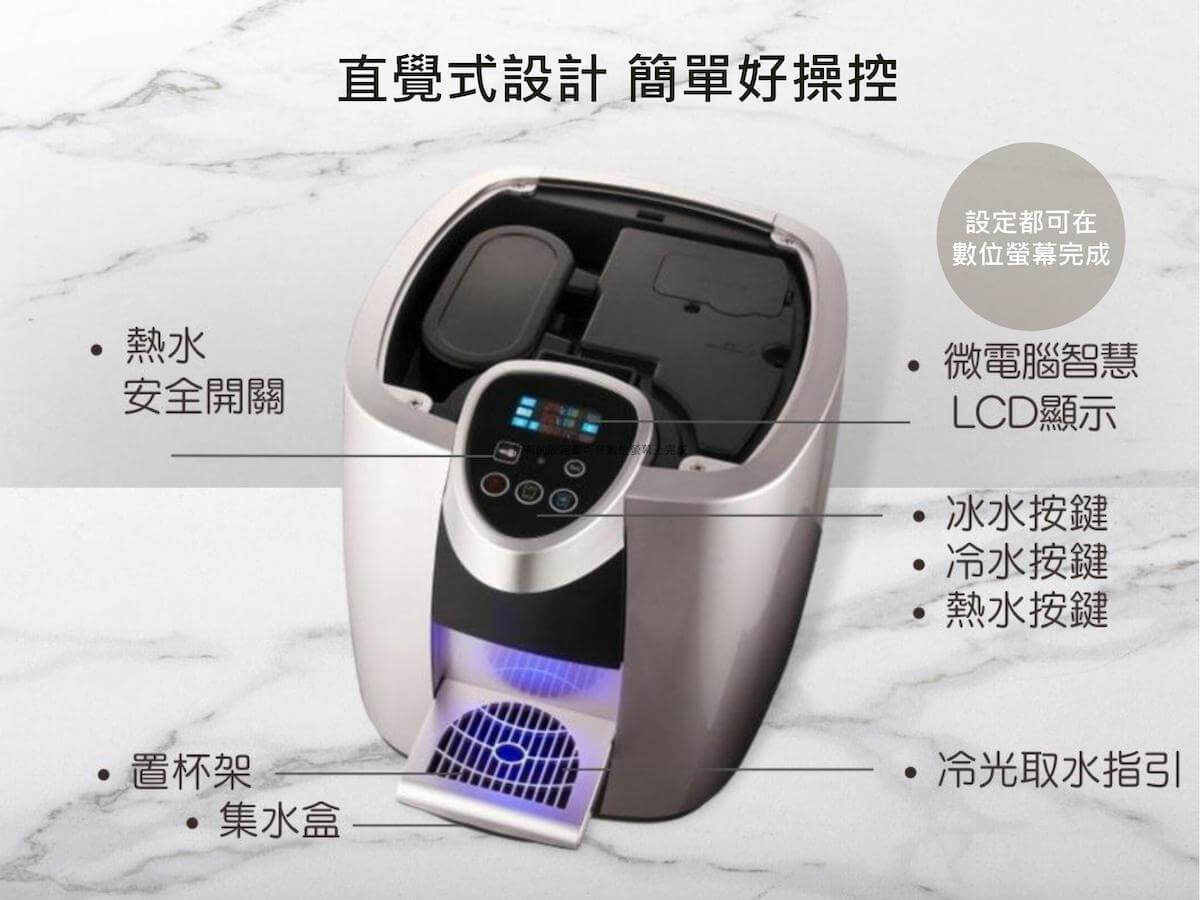 直覺式設計 簡單好操控
設定都可在
數位螢幕完成
• 熱水
安全開關
• 微電腦智慧
LCD顯示
• 冰水按鍵
• 冷水按鍵
• 熱水按鍵
• 置杯架
• 集水盒
• 冷光取水指引